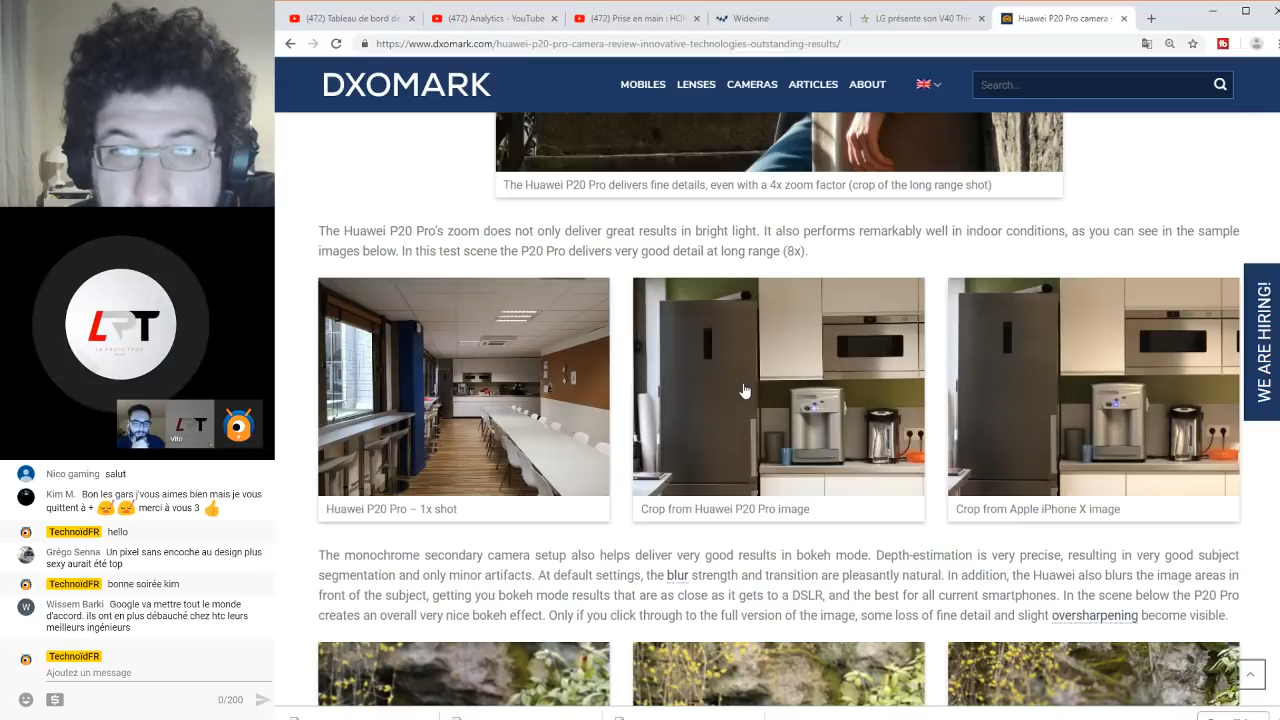 (472) Tableau de bord de
(472) Analytics - YouTube
(472) Prise en main : HON
Widevine
LG présente son V40 Thi
Huawei P20 Pro camera
https://www.dxomark.com/huawei-p20-pro-camera-review-innovative-technologies-outstanding-results/
DXOMARK
MOBILES LENSES CAMERAS ARTICLES ABOUT
Search...
The Huawei P20 Pro delivers fine details, even with a 4x zoom factor (crop of the long range shot)
The Huawei P20 Pro's zoom does not only deliver great results in bright light. It also performs remarkably well in indoor conditions, as you can see in the sample
images below. In this test scene the P20 Pro delivers very good detail at long range (8x).
WE ARE HIRING!
Huawei P20 Pro – 1x shot
Crop from Huawei P20 Pro image
Crop from Apple iPhone X image
The monochrome secondary camera setup also helps deliver very good results in bokeh mode. Depth-estimation is very precise, resulting in very good subject
segmentation and only minor artifacts. At default settings, the blur strength and transition are pleasantly natural. In addition, the Huawei also blurs the image areas in
front of the subject, getting you bokeh mode results that are as close as it gets to a DSLR, and the best for all current smartphones. In the scene below the P20 Pro
creates an overall very nice bokeh effect. Only if you click through to the full version of the image, some loss of fine detail and slight oversharpening become visible.
LRT
LRT
Vito
Nico gaming salut
Kim M. Bon les gars j'vous aimes bien mais je vous
quittent à + 😴 😴 merci à vous 3 👍
TechnoïdFR hello
Grégo Senna Un pixel sans encoche au design plus
sexy aurait été top
TechnoïdFR bonne soirée kim
Wissem Barki Google va mettre tout le monde
d'accord. ils ont en plus débauché chez htc leurs
meilleurs ingénieurs
TechnoïdFR
Ajoutez un message
0/200